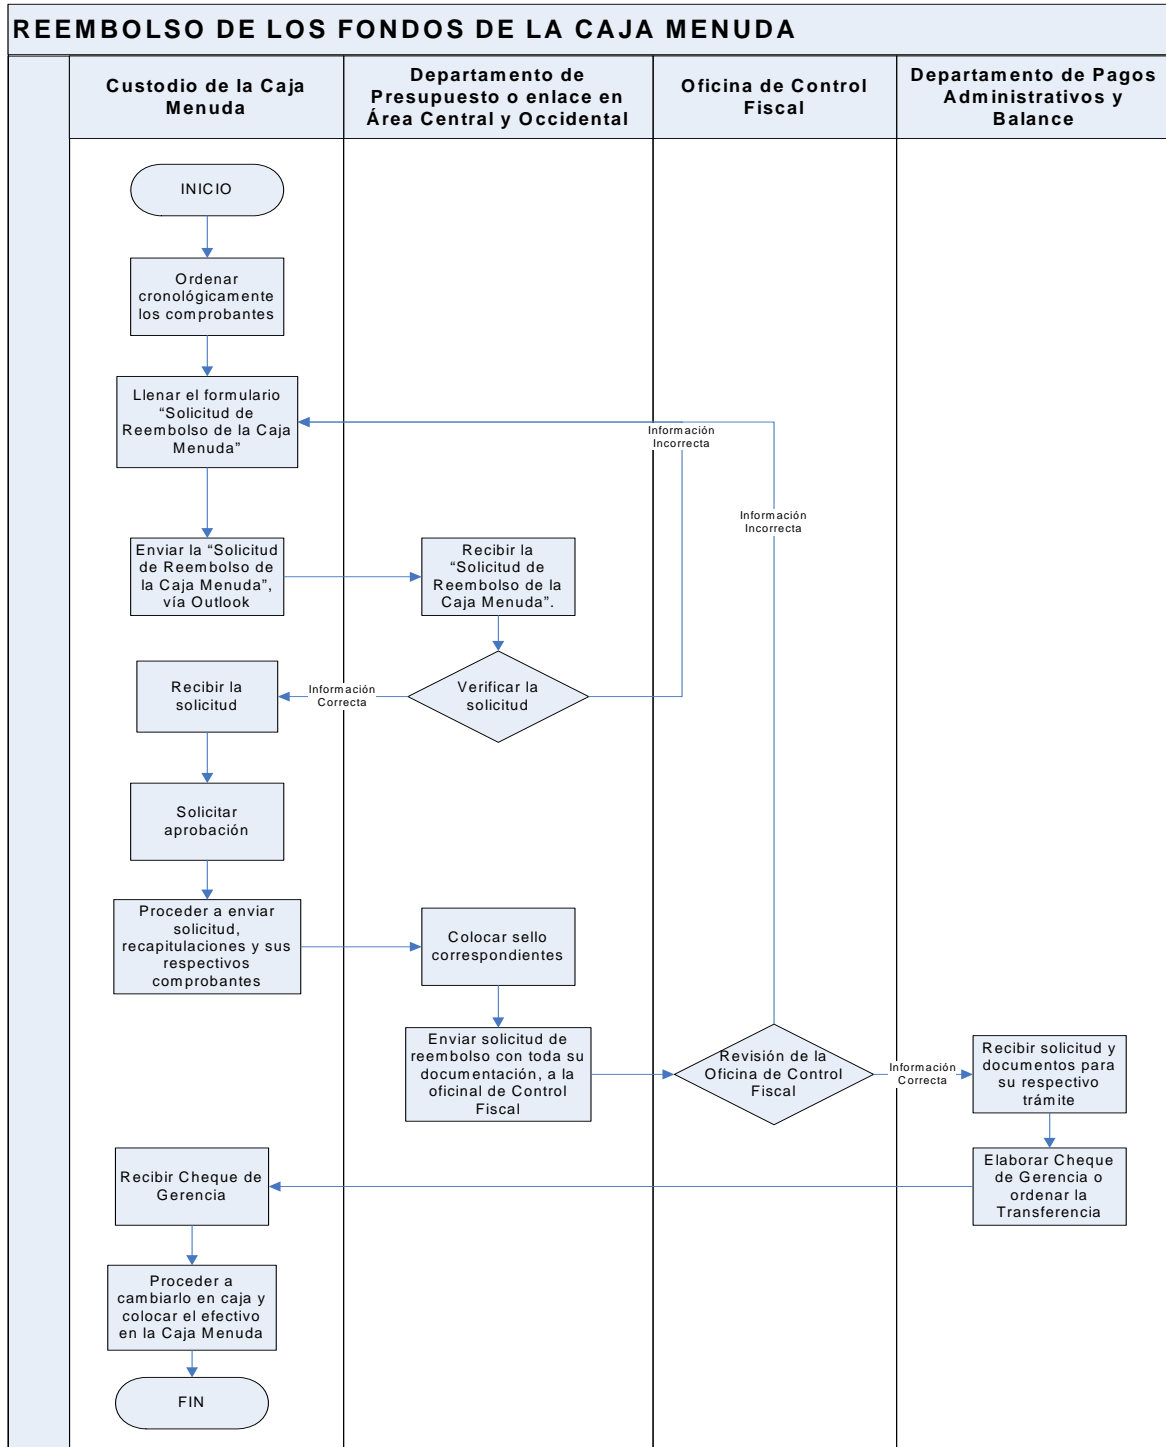 REEMBOLSO DE LOS FONDOS DE LA CAJA MENUDA
Custodio de la Caja
Menuda
Departamento de
Presupuesto o enlace en
Área Central y Occidental
Oficina de Control
Fiscal
Departamento de Pagos
Administrativos y
Balance
INICIO
Ordenar
cronológicamente
los comprobantes
Llenar el formulario
“Solicitud de
Reembolso de la Caja
Menuda”
Información
Incorrecta
Información
Incorrecta
Enviar la “Solicitud
de Reembolso de
la Caja Menuda”,
vía Outlook
Recibir la
“Solicitud de
Reembolso de la
Caja Menuda”.
Recibir la
solicitud
Información
Correcta
Verificar la
solicitud
Solicitar
aprobación
Proceder a enviar
solicitud,
recapitulaciones y sus
respectivos
comprobantes
Colocar sello
correspondientes
Enviar solicitud de
reembolso con toda su
documentación, a la
oficinal de Control
Fiscal
Revisión de la
Oficina de Control
Fiscal
Información
Correcta
Recibir solicitud y
documentos para
su respectivo
trámite
Recibir Cheque de
Gerencia
Elaborar Cheque
de Gerencia o
ordenar la
Transferencia
Proceder a
cambiarlo en caja y
colocar el efectivo
en la Caja Menuda
FIN